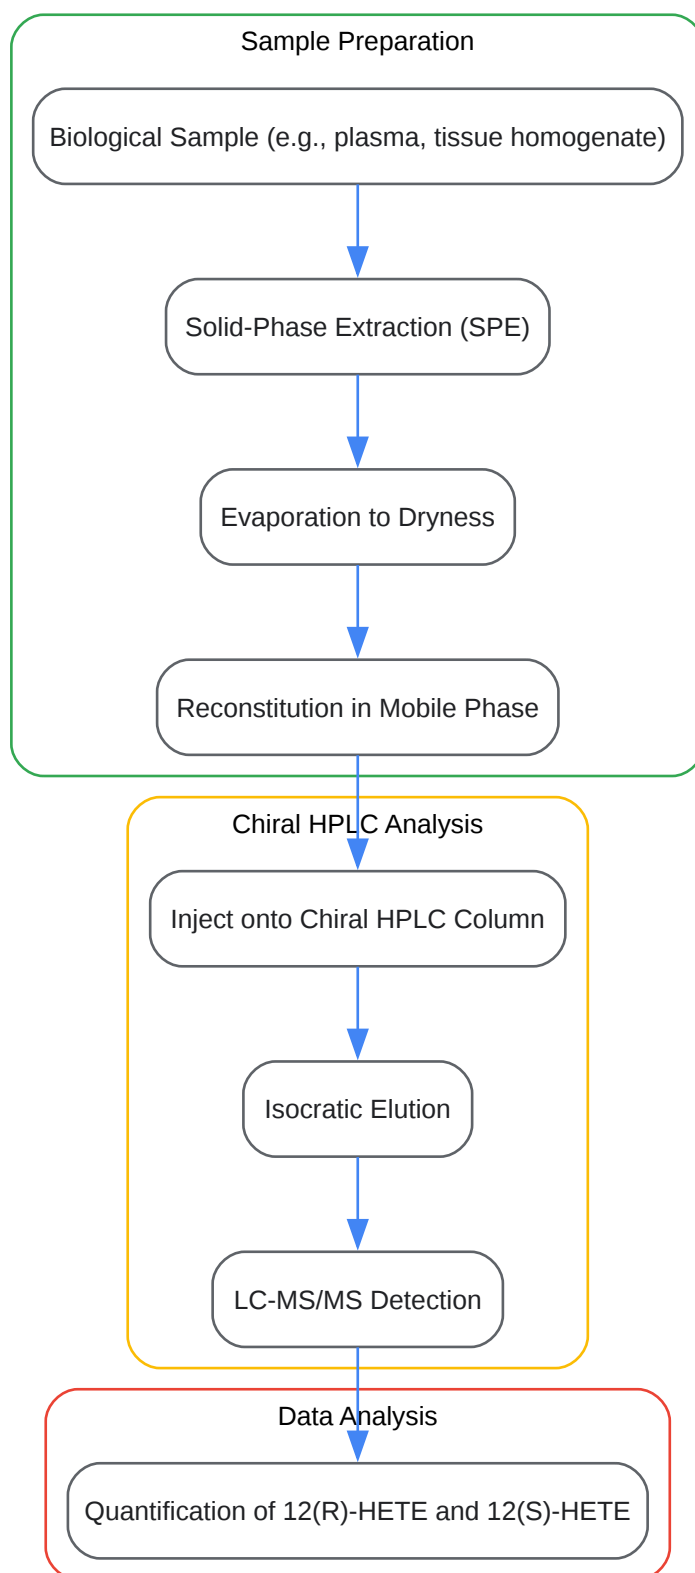 Sample Preparation
Biological Sample (e.g., plasma, tissue homogenate)
Solid-Phase Extraction (SPE)
Evaporation to Dryness
Reconstitution in Mobile Phase
Chiral HPLC Analysis
Inject onto Chiral HPLC Column
Isocratic Elution
LC-MS/MS Detection
Data Analysis
Quantification of 12(R)-HETE and 12(S)-HETE